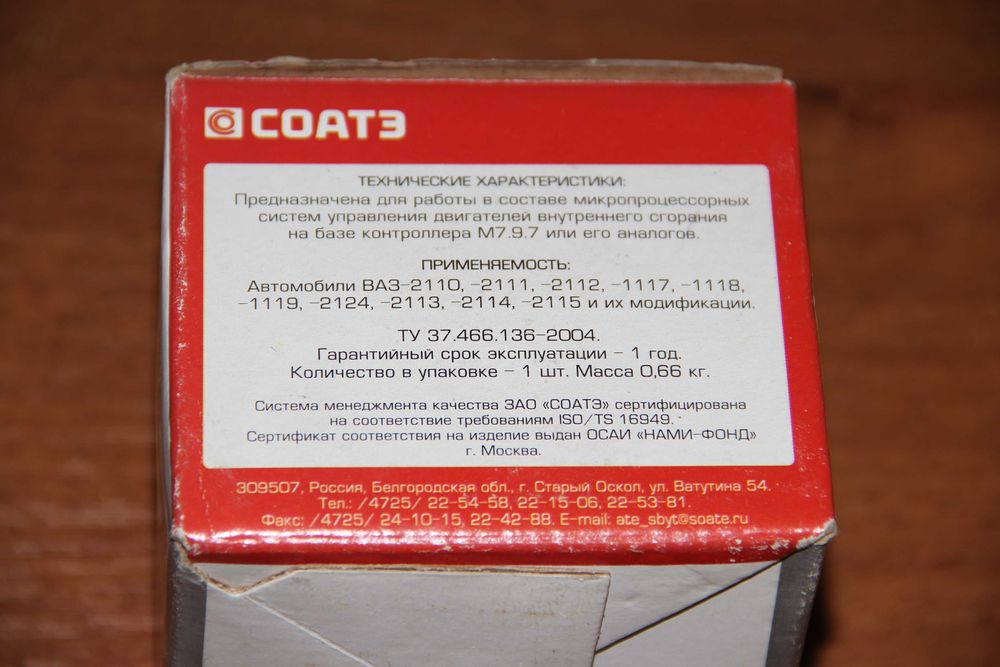 СОАТЭ
ТЕХНИЧЕСКИЕ ХАРАКТЕРИСТИКИ:
Предназначена для работы в составе микропроцессорных
систем управления двигателей внутреннего сгорания
на базе контроллера М7.9.7 или его аналогов.
ПРИМЕНЯЕМОСТЬ:
Автомобили ВАЗ-2110, -2111, -2112, -1117, -1118,
-1119, -2124, -2113, -2114, -2115 и их модификации.
ТУ 37.466.136-2004.
Гарантийный срок эксплуатации - 1 год.
Количество в упаковке - 1 шт. Масса 0,66 кг.
Система менеджмента качества ЗАО «СОАТЭ» сертифицирована
на соответствие требованиям ISO/TS 16949.
Сертификат соответствия на изделие выдан ОСАИ «НАМИ-ФОНД»
г. Москва.
309507, Россия, Белгородская обл., г. Старый Оскол, ул. Ватутина 54.
Тел.: /4725/ 22-54-58, 22-15-06, 22-53-81.
Факс: /4725/ 24-10-15, 22-42-88. E-mail: ate_sbyt@soate.ru